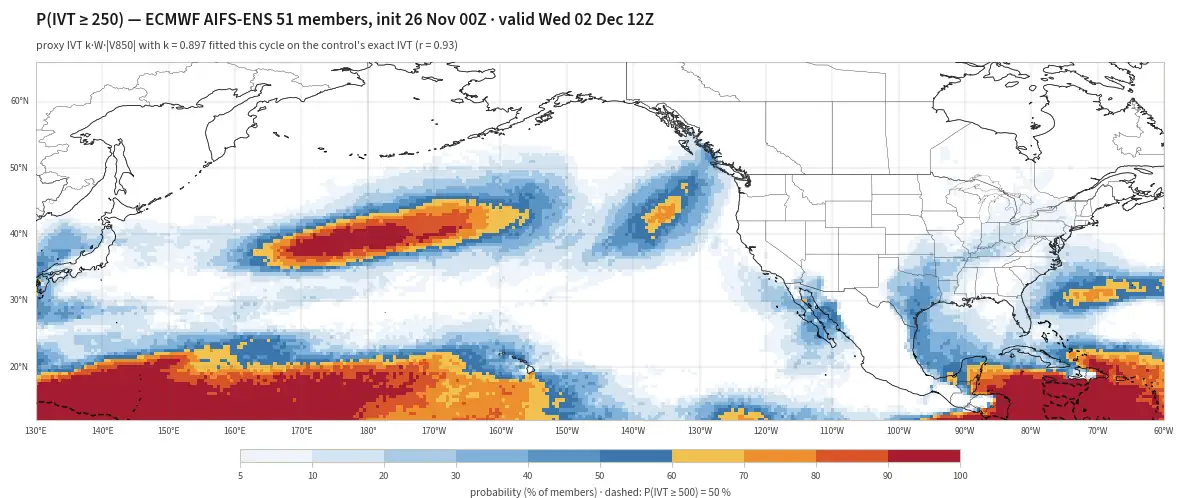 P(IVT ≥ 250) — ECMWF AIFS-ENS 51 members, init 26 Nov 00Z · valid Wed 02 Dec 12Z
proxy IVT k·W·|V850| with k = 0.897 fitted this cycle on the control's exact IVT (r = 0.93)
60°N
50°N
40°N
30°N
20°N
130°E 140°E 150°E 160°E 170°E 180° 170°W 160°W 150°W 140°W 130°W 120°W 110°W 100°W 90°W 80°W 70°W 60°W
5 10 20 30 40 50 60 70 80 90 100
probability (% of members) · dashed: P(IVT ≥ 500) = 50 %